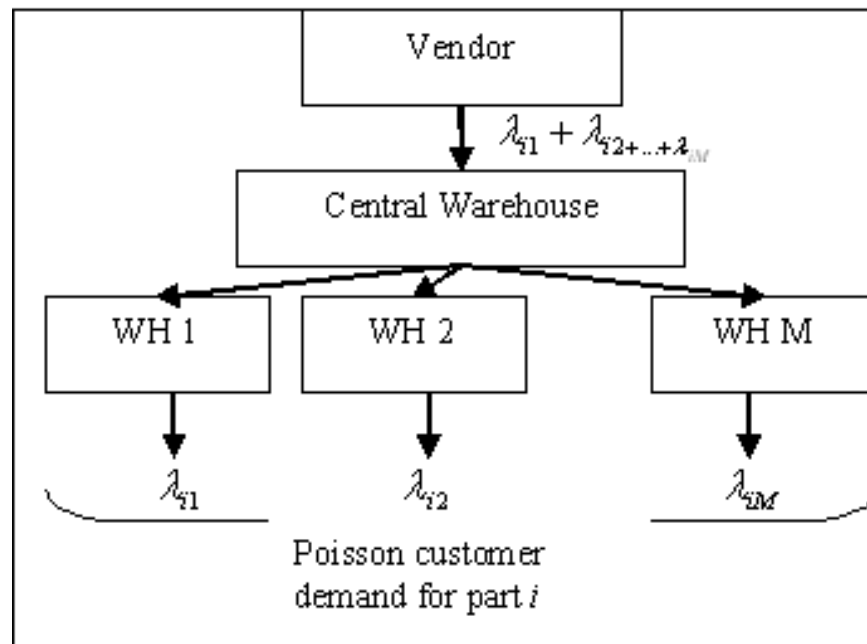 Vendor
λi1 + λi2+...+λiM
Central Warehouse
WH 1 WH 2 WH M
λi1 λi2 λiM
Poisson customer
demand for part i